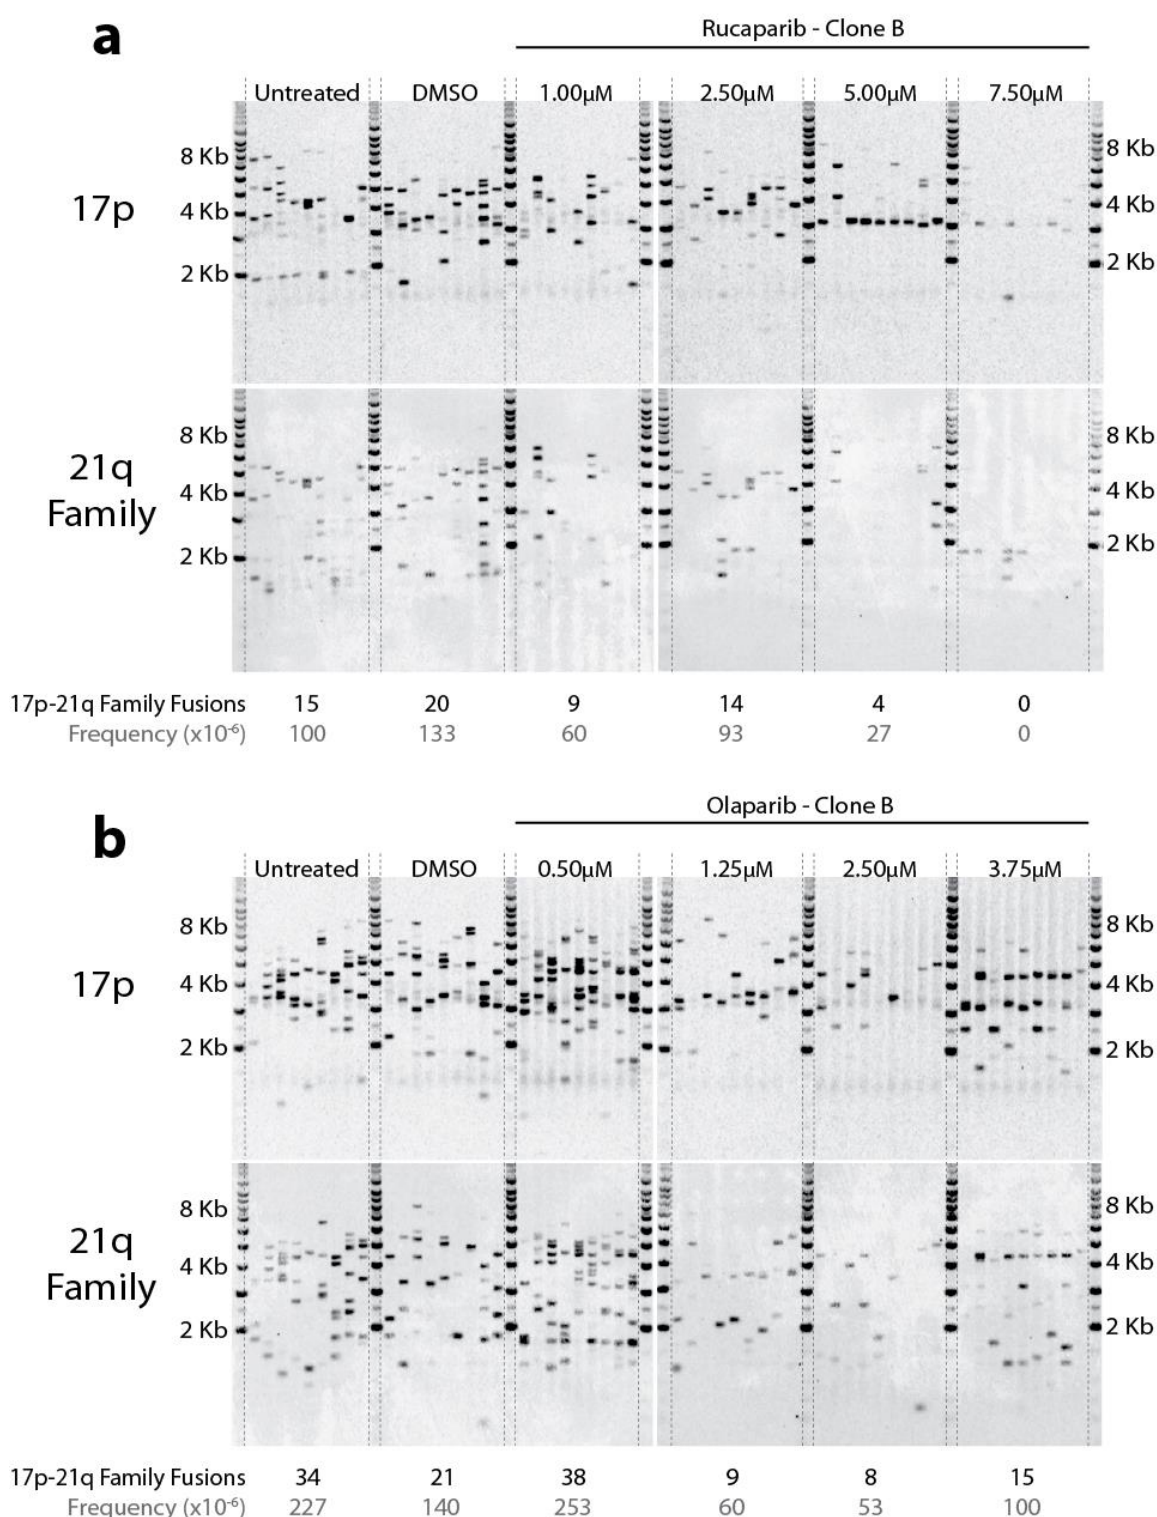 a
Rucaparib - Clone B
Untreated DMSO 1.00µM 2.50µM 5.00µM 7.50µM
17p
8 Kb 8 Kb
4 Kb 4 Kb
2 Kb 2 Kb
21q
Family
8 Kb 8 Kb
4 Kb 4 Kb
2 Kb 2 Kb
17p-21q Family Fusions 15 20 9 14 4 0
Frequency (x10⁻⁶) 100 133 60 93 27 0
b
Olaparib - Clone B
Untreated DMSO 0.50µM 1.25µM 2.50µM 3.75µM
17p
8 Kb 8 Kb
4 Kb 4 Kb
2 Kb 2 Kb
21q
Family
8 Kb 8 Kb
4 Kb 4 Kb
2 Kb 2 Kb
17p-21q Family Fusions 34 21 38 9 8 15
Frequency (x10⁻⁶) 227 140 253 60 53 100